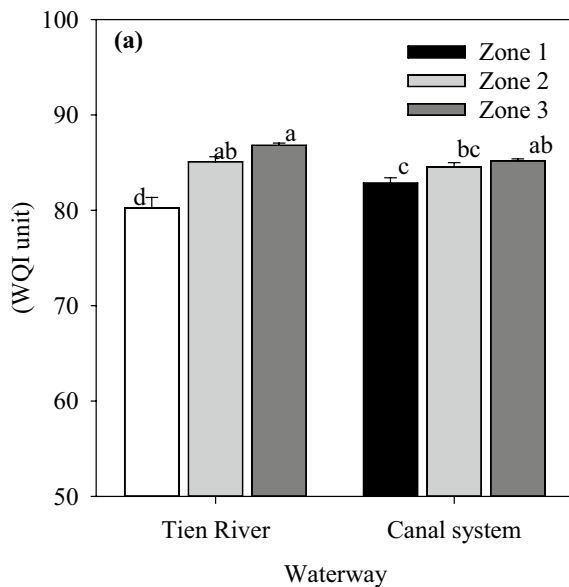 (a)
Zone 1
Zone 2
Zone 3
100
90
80
70
60
50
(WQI unit)
d
ab
a
c
bc
ab
Tien River
Canal system
Waterway